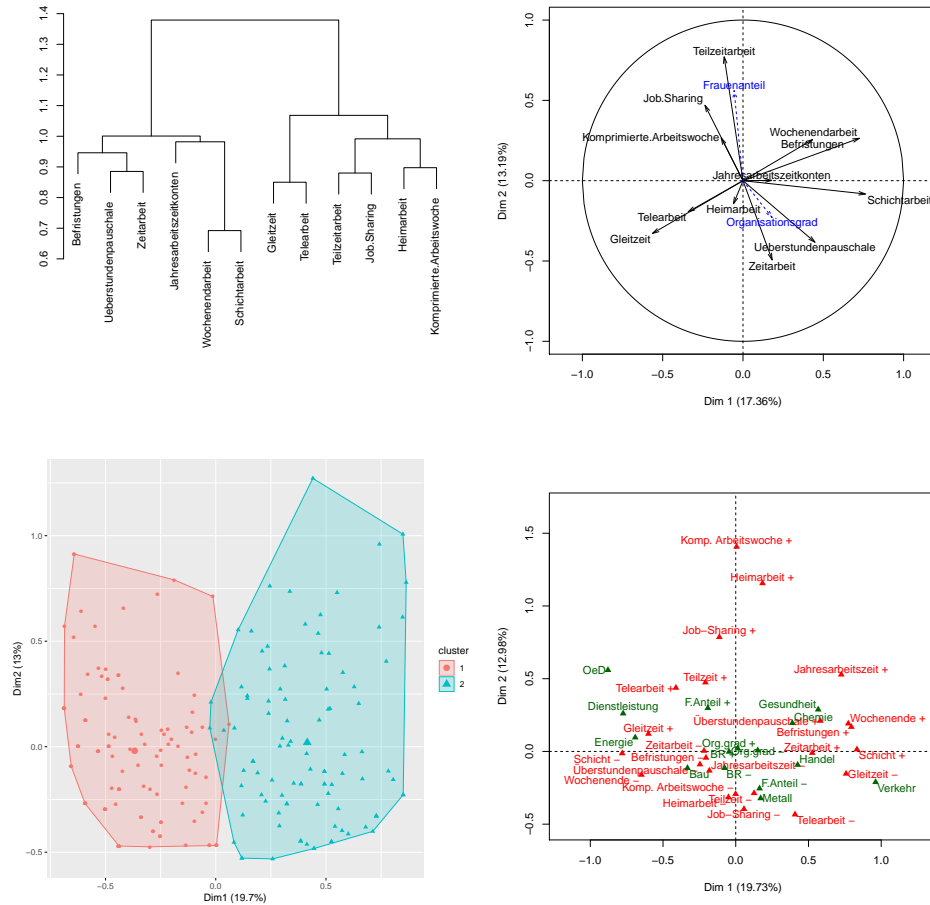 1.4
1.3
1.2
1.1
1.0
0.9
0.8
0.7
0.6
Befristungen
Ueberstundenpauschale
Zeitarbeit
Jahresarbeitszeitkonten
Wochenendarbeit
Schichtarbeit
Gleitzeit
Telearbeit
Teilzeitarbeit
Job.Sharing
Heimarbeit
Komprimierte.Arbeitswoche
1.0
0.5
0.0
−0.5
−1.0
Dim 2 (13.19%)
Teilzeitarbeit
Frauenanteil
Job.Sharing
Komprimierte.Arbeitswoche
Wochenendarbeit
Befristungen
Jahresarbeitszeitkonten
Schichtarbeit
Heimarbeit
Telearbeit
Organisationsgrad
Gleitzeit
Ueberstundenpauschale
Zeitarbeit
−1.0 −0.5 0.0 0.5 1.0
Dim 1 (17.36%)
1.0
0.5
0.0
−0.5
Dim2 (13%)
−0.5 0.0 0.5
Dim1 (19.7%)
cluster
1
2
1.5
1.0
0.5
0.0
−0.5
Dim 2 (12.98%)
Komp. Arbeitswoche +
Heimarbeit +
Job−Sharing +
OeD
Jahresarbeitszeit +
Teilzeit +
Telearbeit +
Dienstleistung
F.Anteil +
Gesundheit
Chemie
Überstundenpauschale +
Wochenende +
Gleitzeit +
Befristungen +
Energie
Zeitarbeit −
Org.grad +
Org.grad −
BR +
Zeitarbeit +
Schicht +
Schicht −
Befristungen −
Handel
Überstundenpauschale −
Jahresarbeitszeit −
Bau
BR −
Gleitzeit −
Wochenende −
Komp. Arbeitswoche −
F.Anteil −
Verkehr
Teilzeit −
Metall
Heimarbeit −
Job−Sharing −
Telearbeit −
−1.0 −0.5 0.0 0.5 1.0
Dim 1 (19.73%)